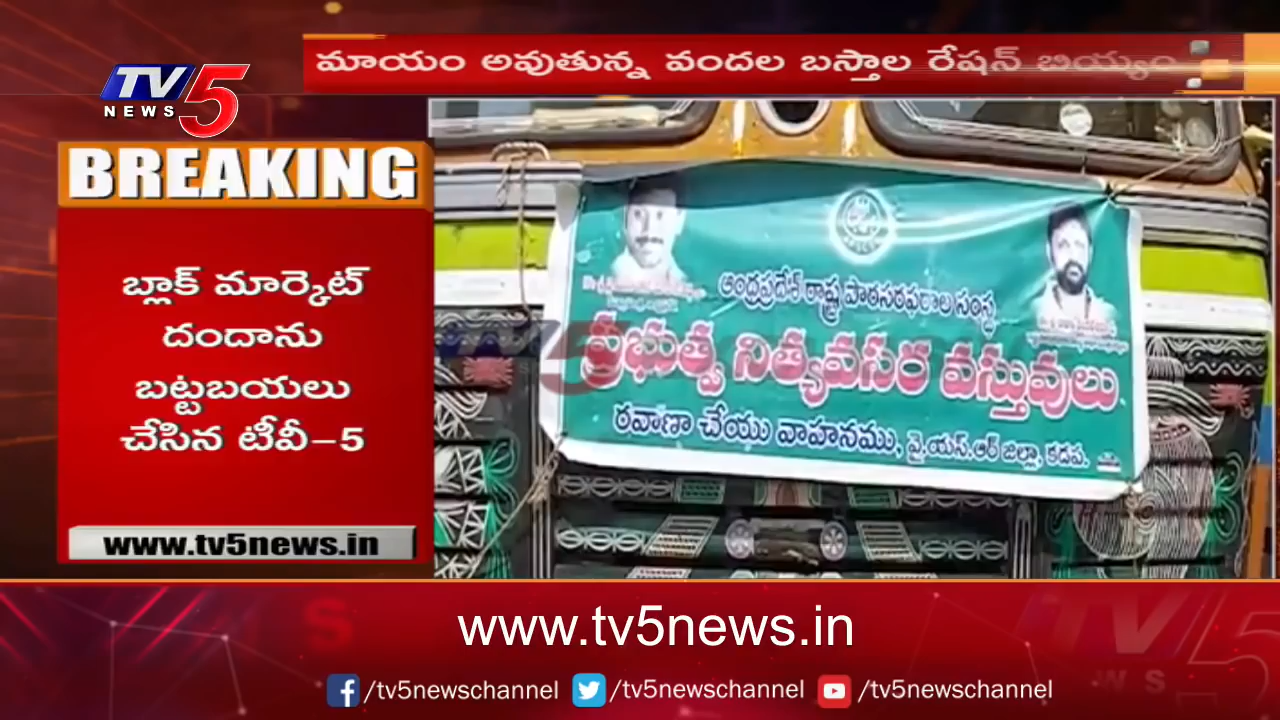 మాయం అవుతున్న వందల బస్తాల రేషన్ బియ్యం
TV5
NEWS
BREAKING
బ్లాక్ మార్కెట్
దందాను
బట్టబయలు
చేసిన టీవీ-5
www.tv5news.in
ఆంధ్రప్రదేశ్ రాష్ట్ర పౌరసరఫరాల సంస్థ
ప్రభుత్వ నిత్యవసర వస్తువులు
రవాణా చేయు వాహనము, వై.యస్.ఆర్ జిల్లా, కడప.
www.tv5news.in
/tv5newschannel /tv5newschannel /tv5newschannel